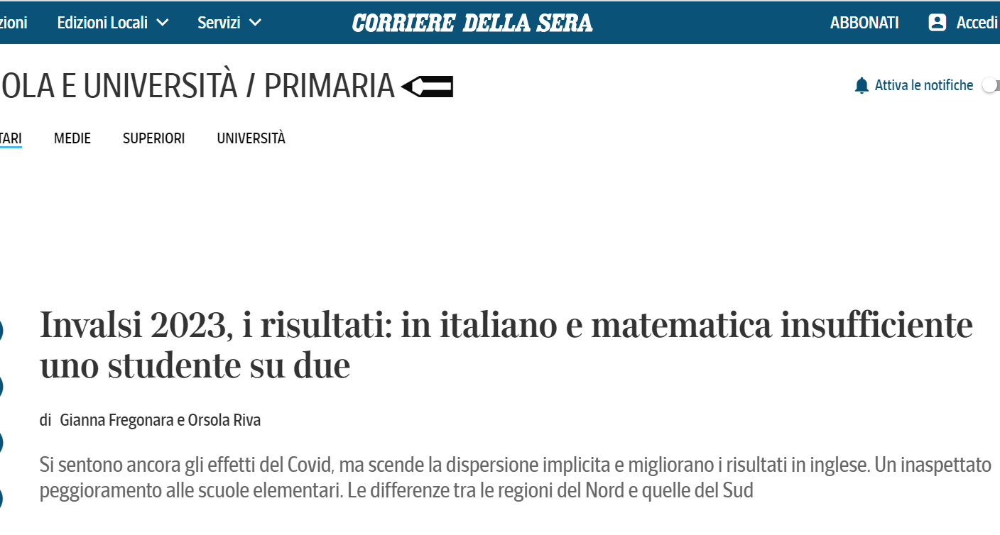 Edizioni Locali Servizi CORRIERE DELLA SERA ABBONATI Accedi
E UNIVERSITÀ / PRIMARIA
Attiva le notifiche
MEDIE SUPERIORI UNIVERSITÀ
Invalsi 2023, i risultati: in italiano e matematica insufficiente
uno studente su due
di Gianna Fregonara e Orsola Riva
Si sentono ancora gli effetti del Covid, ma scende la dispersione implicita e migliorano i risultati in inglese. Un inaspettato
peggioramento alle scuole elementari. Le differenze tra le regioni del Nord e quelle del Sud